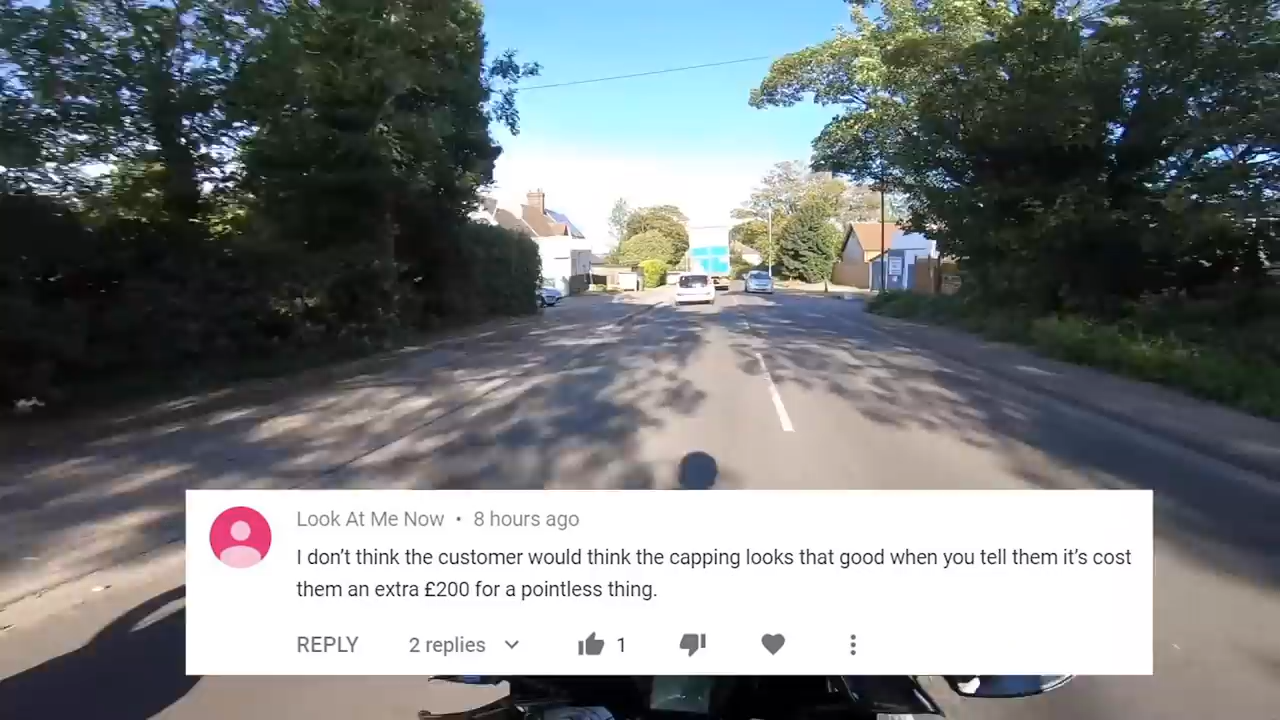 Look At Me Now • 8 hours ago
I don’t think the customer would think the capping looks that good when you tell them it’s cost
them an extra £200 for a pointless thing.
REPLY 2 replies 1